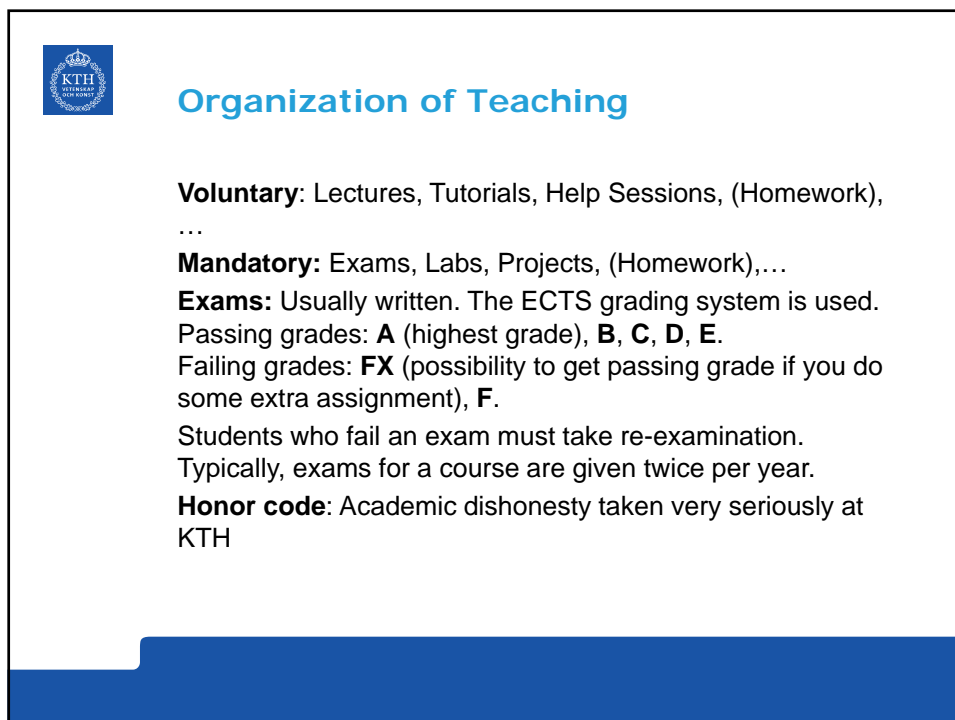 KTH
VETENSKAP
OCH KONST
Organization of Teaching
Voluntary: Lectures, Tutorials, Help Sessions, (Homework),
…
Mandatory: Exams, Labs, Projects, (Homework),…
Exams: Usually written. The ECTS grading system is used.
Passing grades: A (highest grade), B, C, D, E.
Failing grades: FX (possibility to get passing grade if you do
some extra assignment), F.
Students who fail an exam must take re-examination.
Typically, exams for a course are given twice per year.
Honor code: Academic dishonesty taken very seriously at
KTH